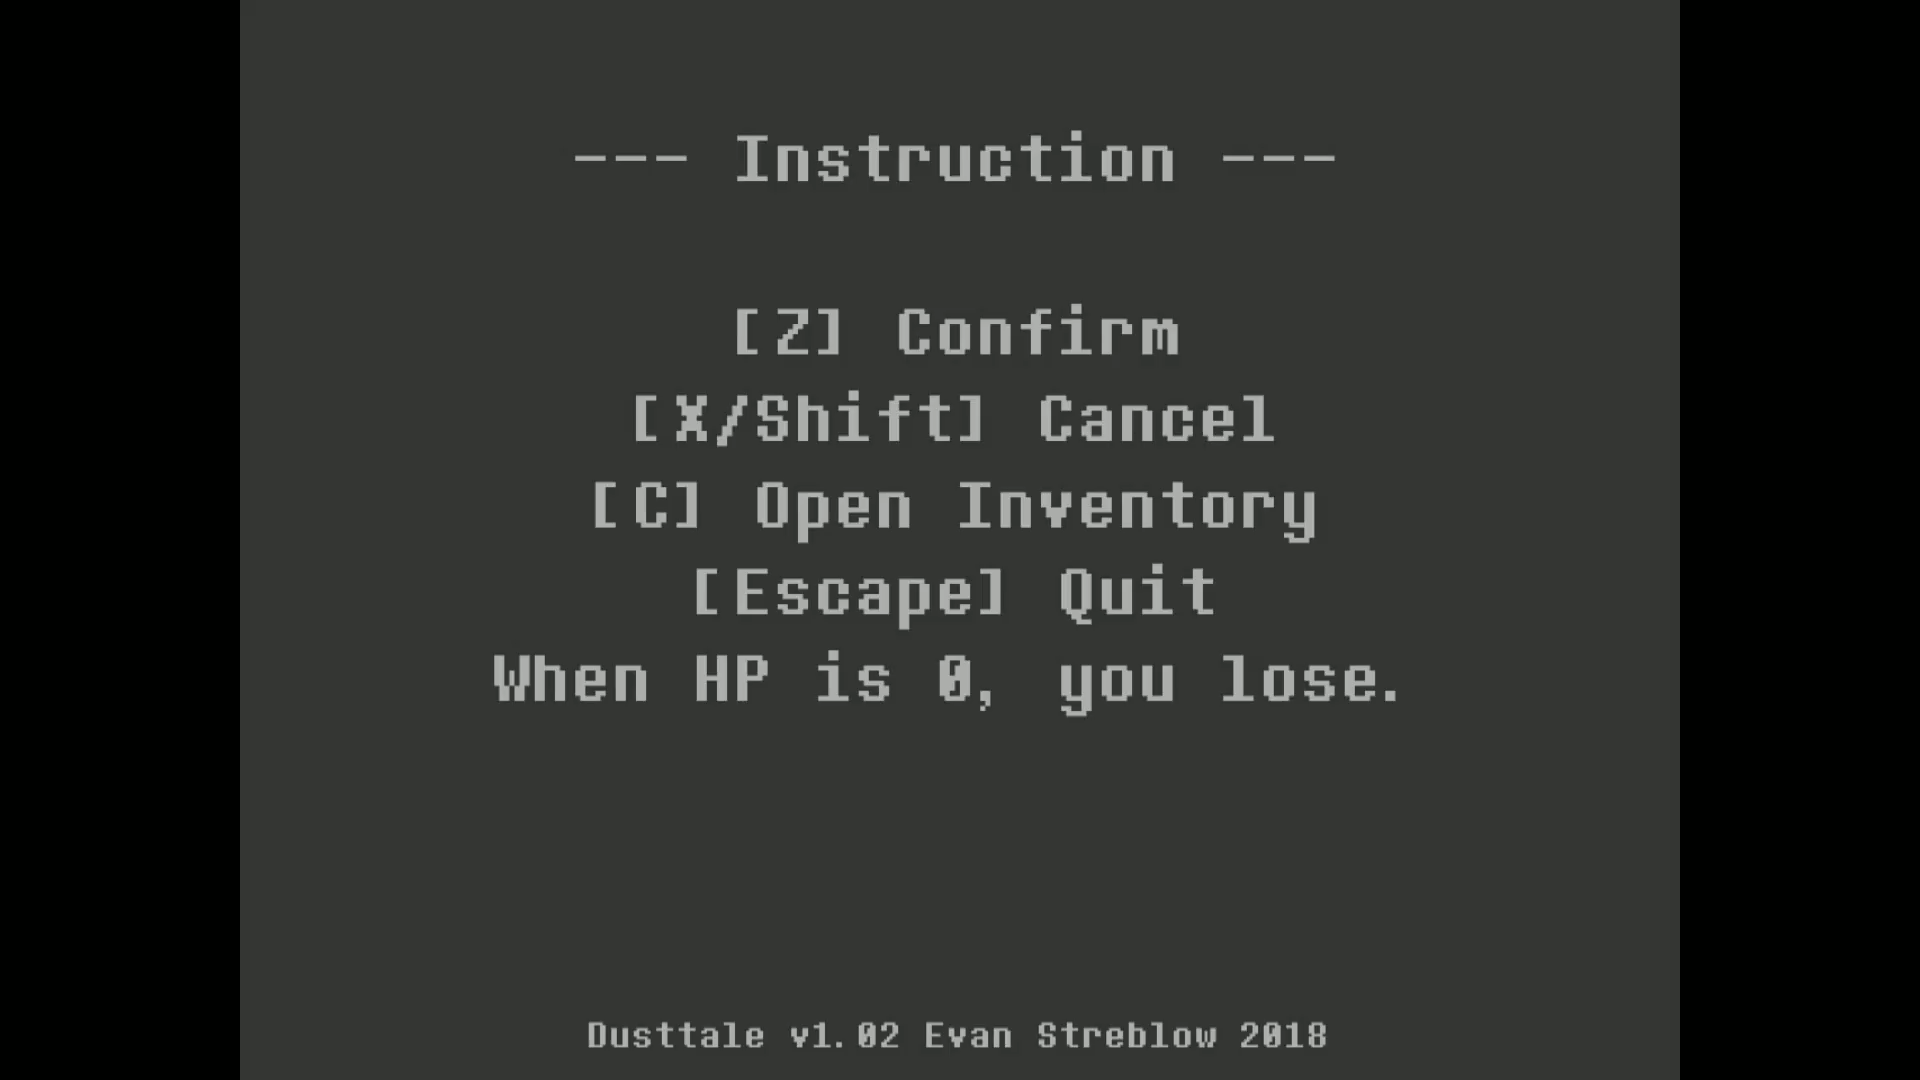 --- Instruction ---
[Z] Confirm
[X/Shift] Cancel
[C] Open Inventory
[Escape] Quit
When HP is 0, you lose.
Dusttale v1.02 Evan Streblow 2018